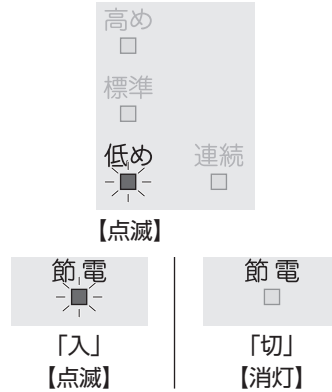 高め
標準
低め 連続
【点滅】
節電 節電
「入」 「切」
【点滅】 【消灯】